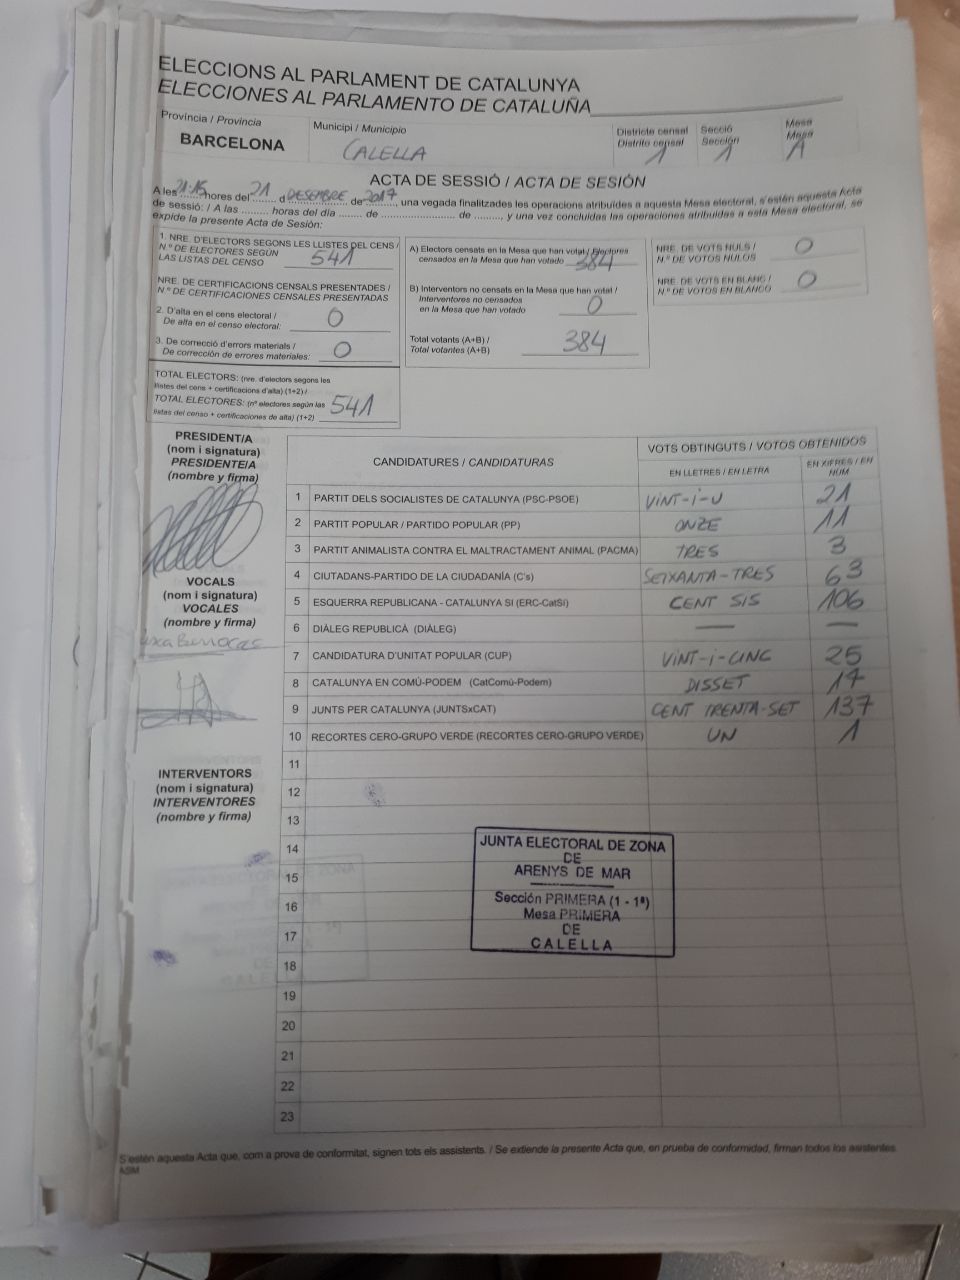 ELECCIONS AL PARLAMENT DE CATALUNYA
ELECCIONES AL PARLAMENTO DE CATALUÑA
Provincia / Provincia
BARCELONA
Municipi / Municipio
CALELLA
Districte censal
Distrito censal
1
Secció
Sección
1
Mesa
Mesa
A
ACTA DE SESSIÓ / ACTA DE SESIÓN
A les 21:15 hores del 21 d DESEMBRE de 2017, una vegada finalitzades les operacions atribuïdes a aquesta Mesa electoral, s'estén aquesta Acta
de sessió: / A las ......... horas del día ........ de ........................ de ........., y una vez concluidas las operaciones atribuidas a esta Mesa electoral, se
expide la presente Acta de Sesión:
1. NRE. D'ELECTORS SEGONS LES LLISTES DEL CENS /
N.º DE ELECTORES SEGÚN
LAS LISTAS DEL CENSO 541
NRE. DE CERTIFICACIONS CENSALS PRESENTADES /
N.º DE CERTIFICACIONES CENSALES PRESENTADAS
2. D'alta en el cens electoral /
De alta en el censo electoral: 0
3. De correcció d'errors materials /
De corrección de errores materiales: 0
TOTAL ELECTORS: (nre. d'electors segons les
llistes del cens + certificacions d'alta) (1+2) /
TOTAL ELECTORES: (nº electores según las
listas del censo + certificaciones de alta) (1+2) 541
A) Electors censats en la Mesa que han votat / Electores
censados en la Mesa que han votado 384
B) Interventors no censats en la Mesa que han votat /
Interventores no censados
en la Mesa que han votado 0
Total votants (A+B) /
Total votantes (A+B) 384
NRE. DE VOTS NULS /
N.º DE VOTOS NULOS 0
NRE. DE VOTS EN BLANC /
N.º DE VOTOS EN BLANCO 0
PRESIDENT/A
(nom i signatura)
PRESIDENTE/A
(nombre y firma)
VOCALS
(nom i signatura)
VOCALES
(nombre y firma)
INTERVENTORS
(nom i signatura)
INTERVENTORES
(nombre y firma)
CANDIDATURES / CANDIDATURAS
VOTS OBTINGUTS / VOTOS OBTENIDOS
EN LLETRES / EN LETRA
EN XIFRES / EN
NÚM
1 PARTIT DELS SOCIALISTES DE CATALUNYA (PSC-PSOE) VINT-i-U 21
2 PARTIT POPULAR / PARTIDO POPULAR (PP) ONZE 11
3 PARTIT ANIMALISTA CONTRA EL MALTRACTAMENT ANIMAL (PACMA) TRES 3
4 CIUTADANS-PARTIDO DE LA CIUDADANÍA (C's) SEIXANTA-TRES 63
5 ESQUERRA REPUBLICANA - CATALUNYA SI (ERC-CatSí) CENT SIS 106
6 DIÀLEG REPUBLICÀ (DIÀLEG) — —
7 CANDIDATURA D'UNITAT POPULAR (CUP) VINT-i-CINC 25
8 CATALUNYA EN COMÚ-PODEM (CatComú-Podem) DISSET 17
9 JUNTS PER CATALUNYA (JUNTSxCAT) CENT TRENTA-SET 137
10 RECORTES CERO-GRUPO VERDE (RECORTES CERO-GRUPO VERDE) UN 1
11
12
13
14
15
16
17
18
19
20
21
22
23
JUNTA ELECTORAL DE ZONA
DE
ARENYS DE MAR
Sección PRIMERA (1 - 1ª)
Mesa PRIMERA
DE
CALELLA
S'estén aquesta Acta que, com a prova de conformitat, signen tots els assistents. / Se extiende la presente Acta que, en prueba de conformidad, firman todos los asistentes.
ASM